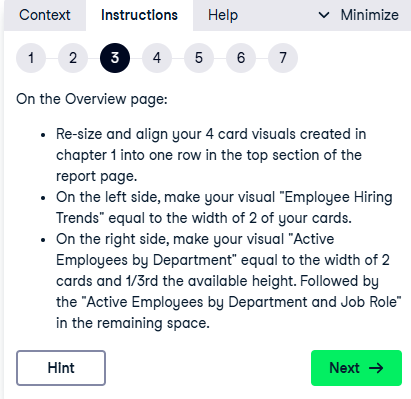 Context Instructions Help Minimize
1 2 3 4 5 6 7
On the Overview page:
• Re-size and align your 4 card visuals created in
chapter 1 into one row in the top section of the
report page.
• On the left side, make your visual "Employee Hiring
Trends" equal to the width of 2 of your cards.
• On the right side, make your visual "Active
Employees by Department" equal to the width of 2
cards and 1/3rd the available height. Followed by
the "Active Employees by Department and Job Role"
in the remaining space.
HInt Next →